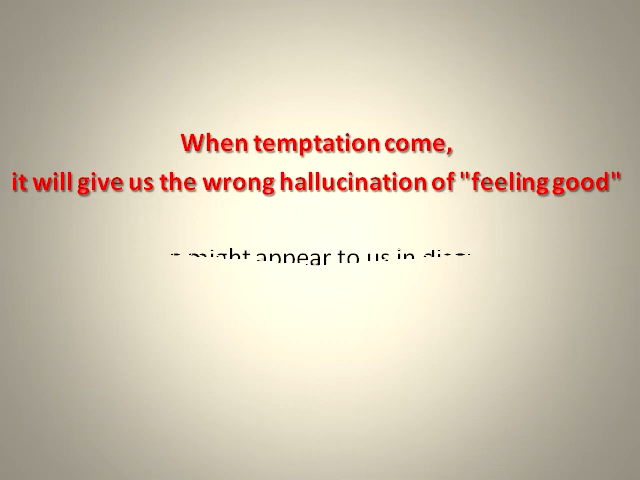 When temptation come,
it will give us the wrong hallucination of "feeling good"
might appear to us in